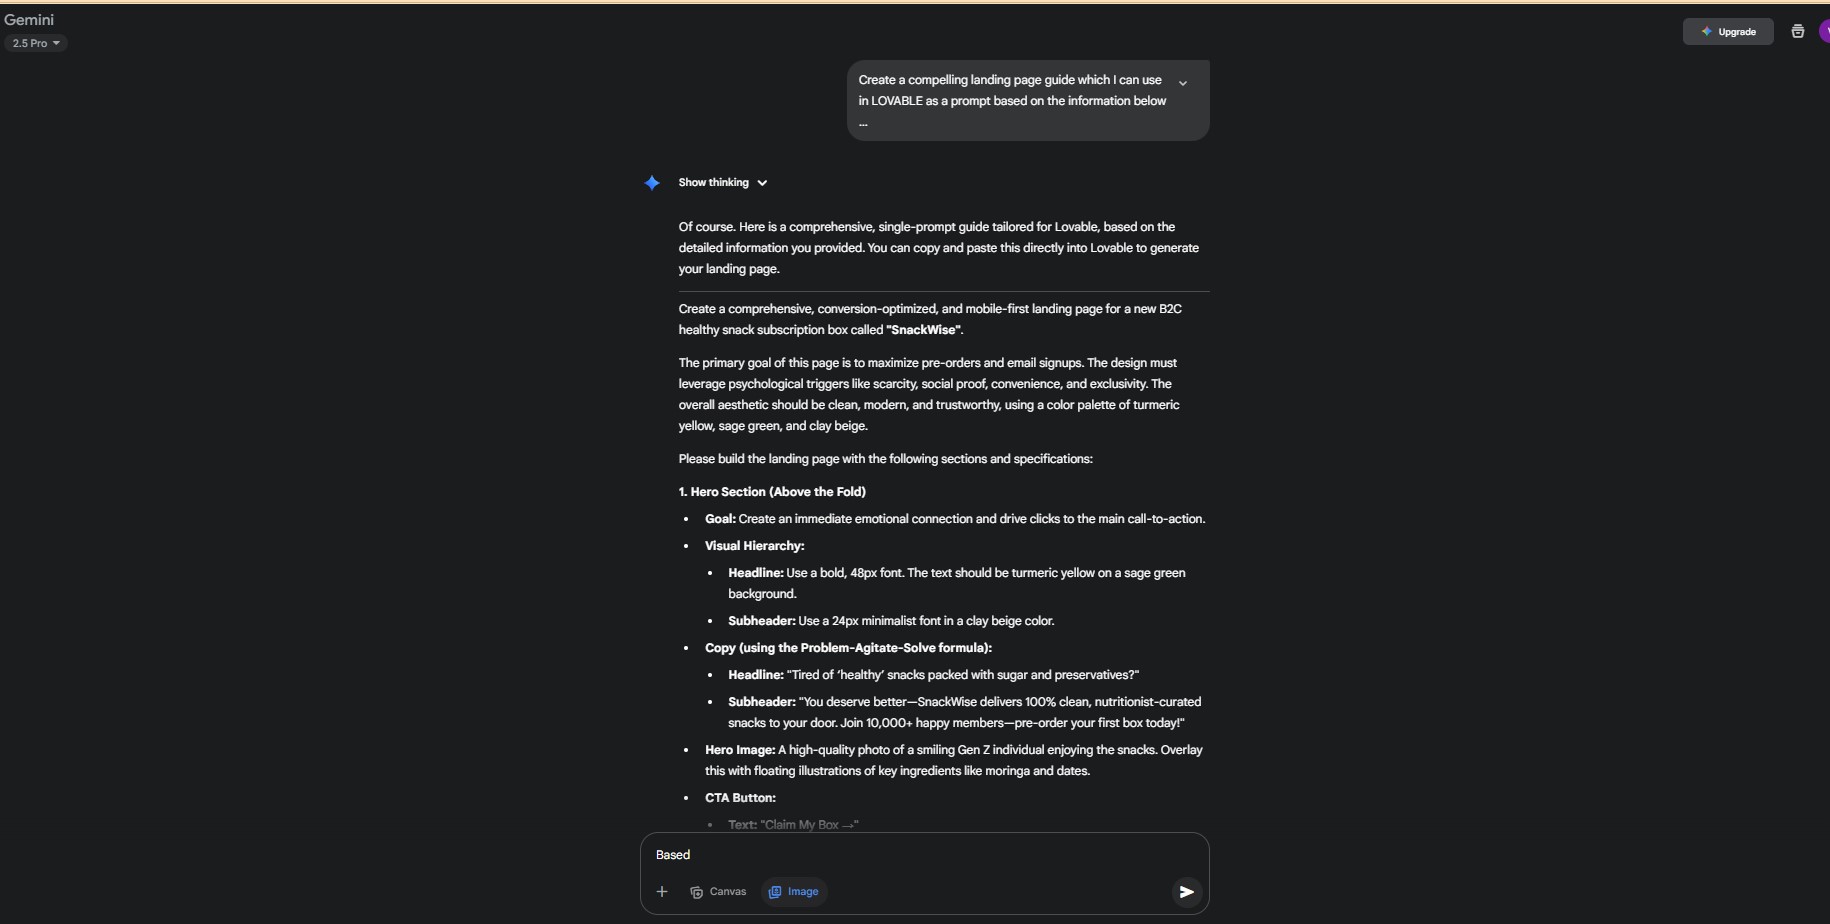 Gemini
2.5 Pro
Upgrade
Create a compelling landing page guide which I can use
in LOVABLE as a prompt based on the information below
...
Show thinking
Of course. Here is a comprehensive, single-prompt guide tailored for Lovable, based on the
detailed information you provided. You can copy and paste this directly into Lovable to generate
your landing page.
Create a comprehensive, conversion-optimized, and mobile-first landing page for a new B2C
healthy snack subscription box called "SnackWise".
The primary goal of this page is to maximize pre-orders and email signups. The design must
leverage psychological triggers like scarcity, social proof, convenience, and exclusivity. The
overall aesthetic should be clean, modern, and trustworthy, using a color palette of turmeric
yellow, sage green, and clay beige.
Please build the landing page with the following sections and specifications:
1. Hero Section (Above the Fold)
• Goal: Create an immediate emotional connection and drive clicks to the main call-to-action.
• Visual Hierarchy:
• Headline: Use a bold, 48px font. The text should be turmeric yellow on a sage green
background.
• Subheader: Use a 24px minimalist font in a clay beige color.
• Copy (using the Problem-Agitate-Solve formula):
• Headline: "Tired of ‘healthy’ snacks packed with sugar and preservatives?"
• Subheader: "You deserve better—SnackWise delivers 100% clean, nutritionist-curated
snacks to your door. Join 10,000+ happy members—pre-order your first box today!"
• Hero Image: A high-quality photo of a smiling Gen Z individual enjoying the snacks. Overlay
this with floating illustrations of key ingredients like moringa and dates.
• CTA Button:
• Text: "Claim My Box →"
Based
Canvas
Image